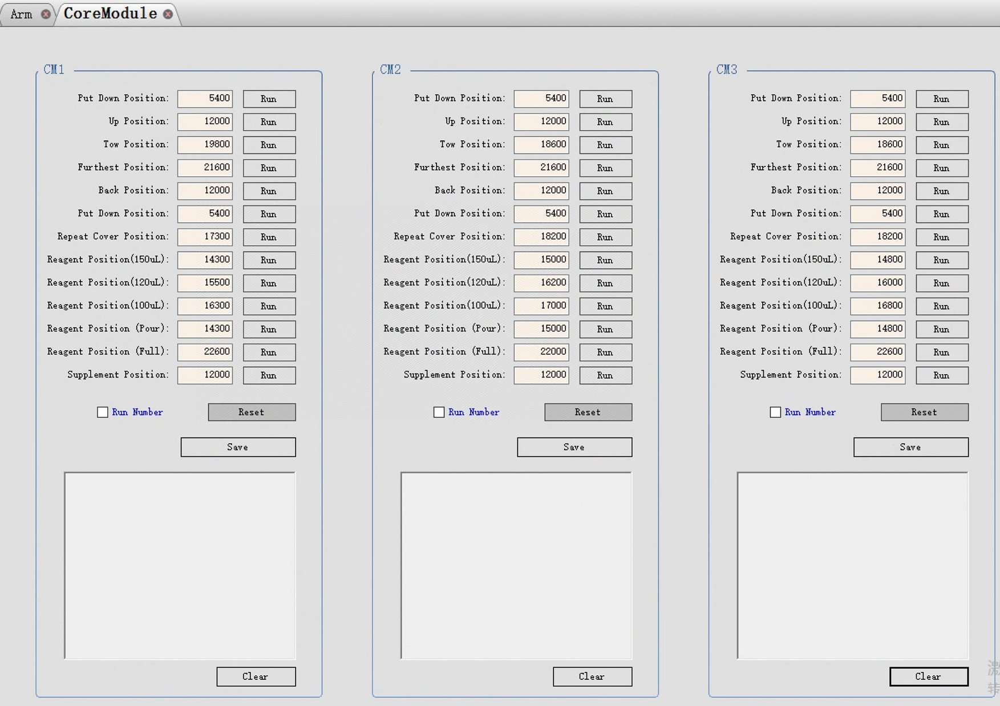 Arm
CoreModule
CM1
Put Down Position: 5400 Run
Up Position: 12000 Run
Tow Position: 19800 Run
Furthest Position: 21600 Run
Back Position: 12000 Run
Put Down Position: 5400 Run
Repeat Cover Position: 17300 Run
Reagent Position(150uL): 14300 Run
Reagent Position(120uL): 15500 Run
Reagent Position(100uL): 16300 Run
Reagent Position (Pour): 14300 Run
Reagent Position (Full): 22600 Run
Supplement Position: 12000 Run
Run Number Reset
Save
Clear
CM2
Put Down Position: 5400 Run
Up Position: 12000 Run
Tow Position: 18600 Run
Furthest Position: 21600 Run
Back Position: 12000 Run
Put Down Position: 5400 Run
Repeat Cover Position: 18200 Run
Reagent Position(150uL): 15000 Run
Reagent Position(120uL): 16200 Run
Reagent Position(100uL): 17000 Run
Reagent Position (Pour): 15000 Run
Reagent Position (Full): 22000 Run
Supplement Position: 12000 Run
Run Number Reset
Save
Clear
CM3
Put Down Position: 5400 Run
Up Position: 12000 Run
Tow Position: 18600 Run
Furthest Position: 21600 Run
Back Position: 12000 Run
Put Down Position: 5400 Run
Repeat Cover Position: 18200 Run
Reagent Position(150uL): 14800 Run
Reagent Position(120uL): 16000 Run
Reagent Position(100uL): 16800 Run
Reagent Position (Pour): 14800 Run
Reagent Position (Full): 22600 Run
Supplement Position: 12000 Run
Run Number Reset
Save
Clear